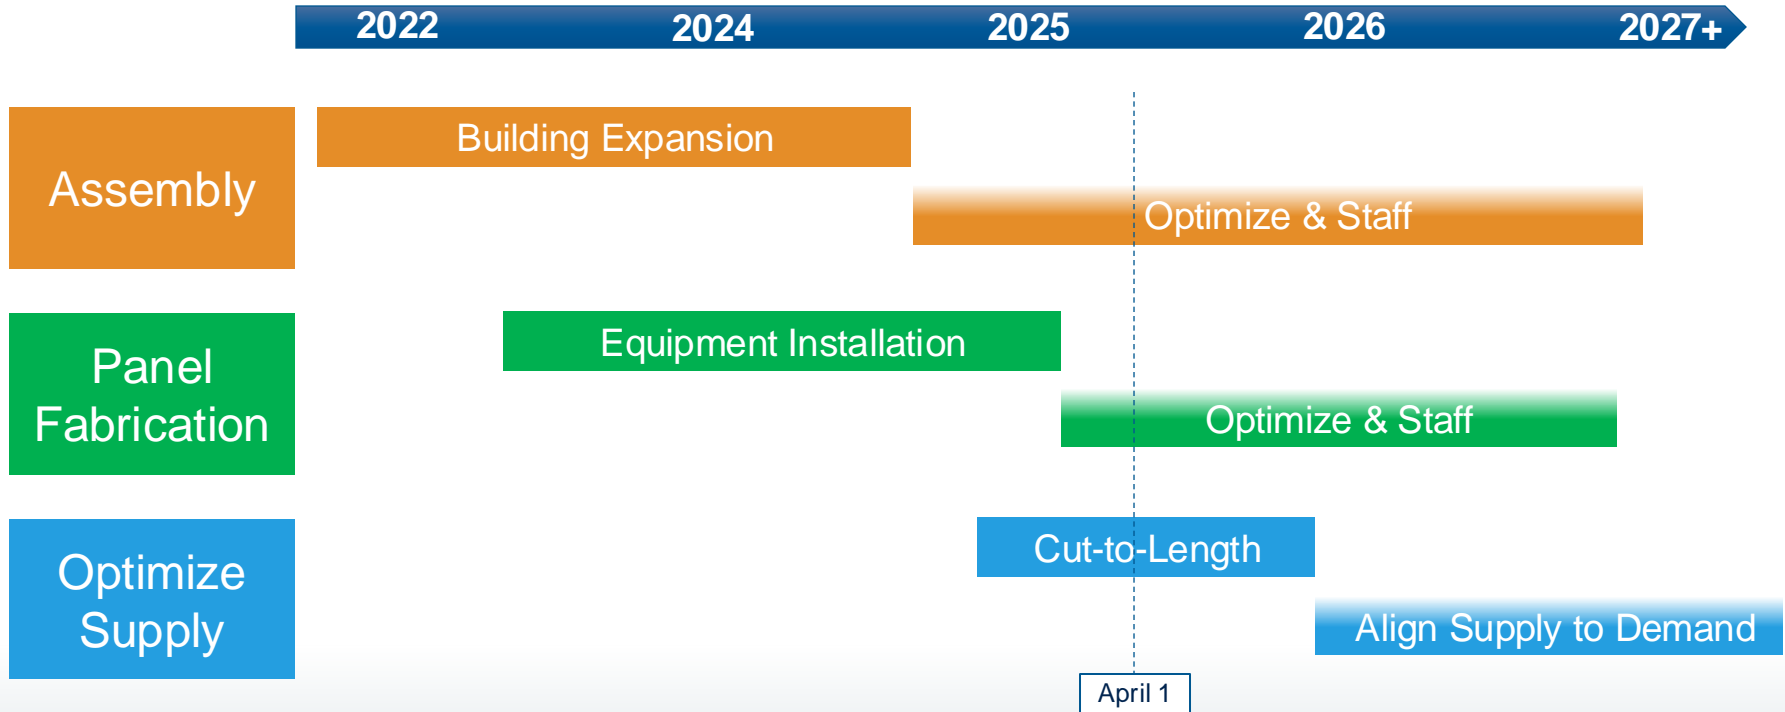 2022 2024 2025 2026 2027+
Assembly
Building Expansion
Optimize & Staff
Panel
Fabrication
Equipment Installation
Optimize & Staff
Optimize
Supply
Cut-to-Length
Align Supply to Demand
April 1